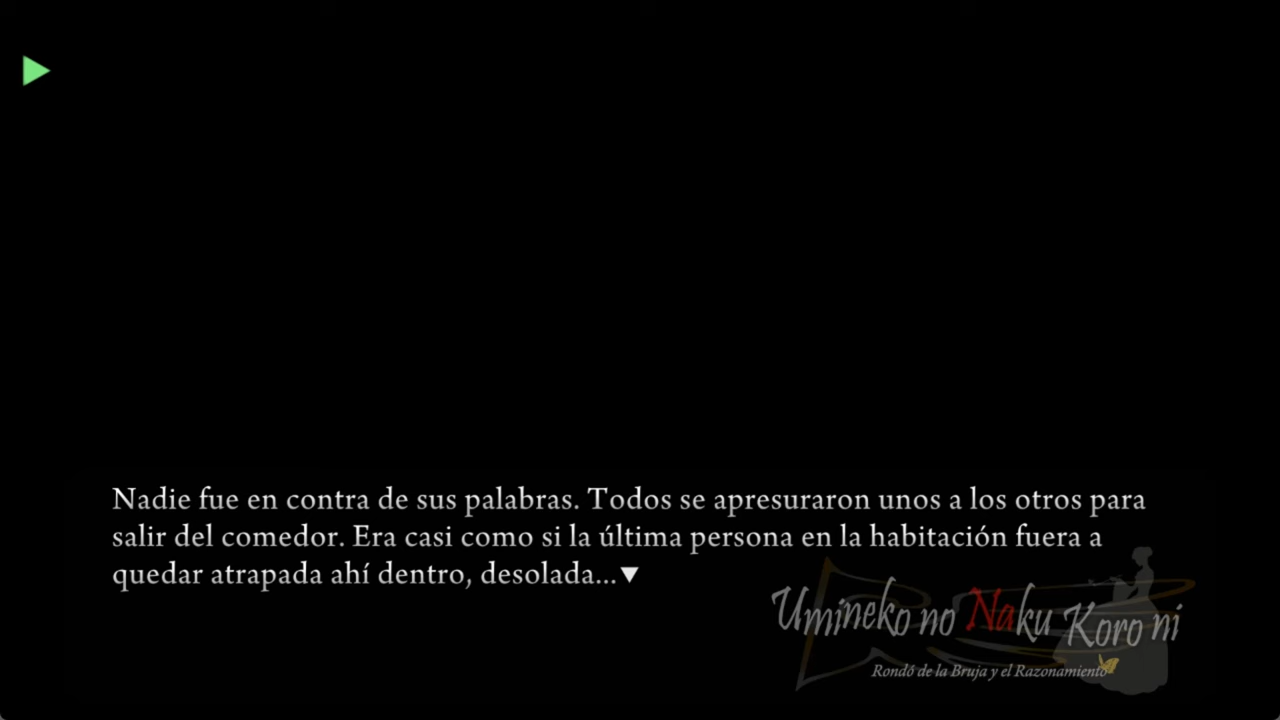 Nadie fue en contra de sus palabras. Todos se apresuraron unos a los otros para
salir del comedor. Era casi como si la última persona en la habitación fuera a
quedar atrapada ahí dentro, desolada...
Umineko no Naku Koro ni
Rondó de la Bruja y el Razonamiento